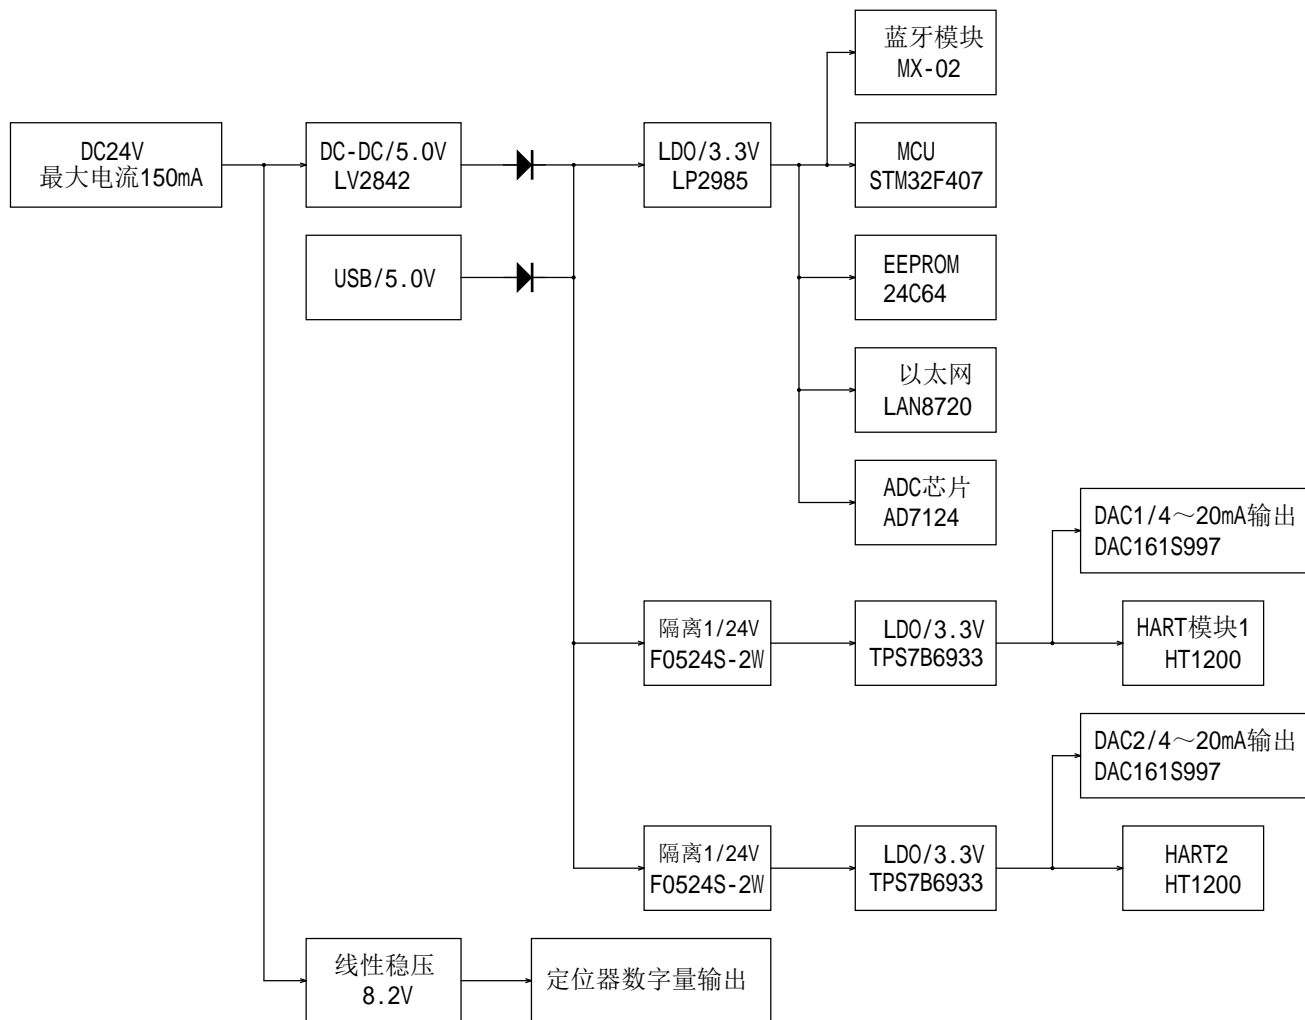 蓝牙模块
MX-02
DC24V
最大电流150mA
DC-DC/5.0V
LV2842
LDO/3.3V
LP2985
MCU
STM32F407
USB/5.0V
EEPROM
24C64
以太网
LAN8720
ADC芯片
AD7124
DAC1/4～20mA输出
DAC161S997
隔离1/24V
F0524S-2W
LDO/3.3V
TPS7B6933
HART模块1
HT1200
DAC2/4～20mA输出
DAC161S997
隔离1/24V
F0524S-2W
LDO/3.3V
TPS7B6933
HART2
HT1200
线性稳压
8.2V
定位器数字量输出